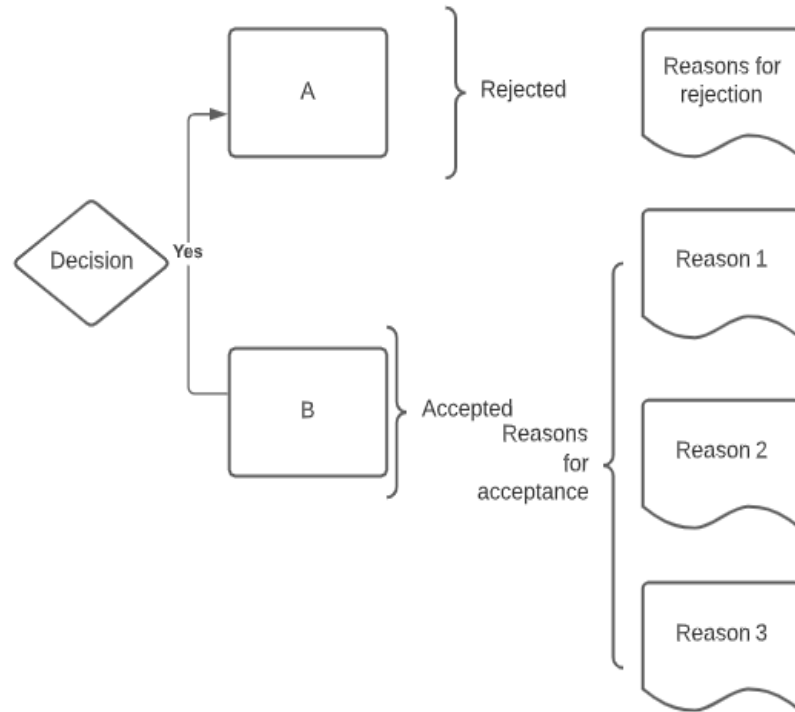 A
Rejected
Reasons for
rejection
Decision
Yes
Reason 1
B
Accepted
Reasons
for
acceptance
Reason 2
Reason 3